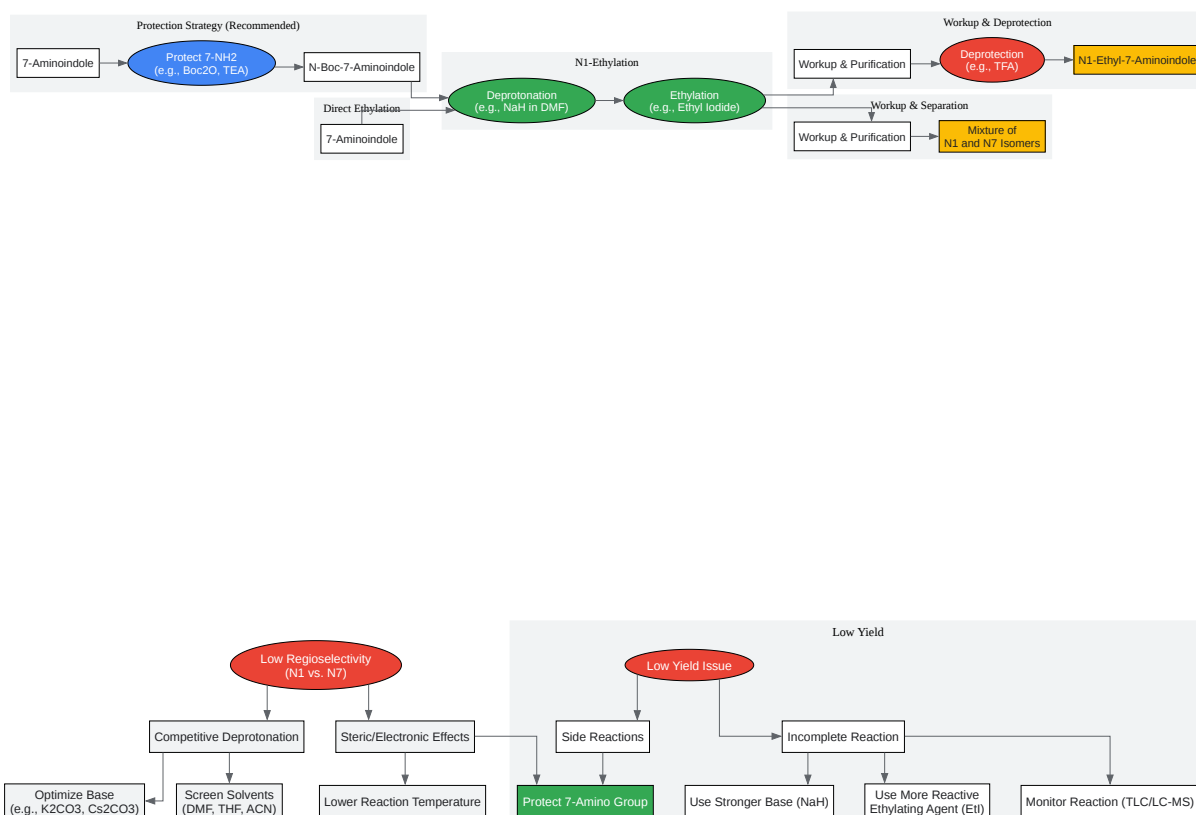 Protection Strategy (Recommended)
7-Aminoindole
Protect 7-NH2
(e.g., Boc2O, TEA)
N-Boc-7-Aminoindole
Direct Ethylation
7-Aminoindole
N1-Ethylation
Deprotonation
(e.g., NaH in DMF)
Ethylation
(e.g., Ethyl Iodide)
Workup & Deprotection
Workup & Purification
Deprotection
(e.g., TFA)
N1-Ethyl-7-Aminoindole
Workup & Separation
Workup & Purification
Mixture of
N1 and N7 Isomers
Low Regioselectivity
(N1 vs. N7)
Competitive Deprotonation
Steric/Electronic Effects
Optimize Base
(e.g., K2CO3, Cs2CO3)
Screen Solvents
(DMF, THF, ACN)
Lower Reaction Temperature
Low Yield
Low Yield Issue
Side Reactions
Incomplete Reaction
Protect 7-Amino Group
Use Stronger Base (NaH)
Use More Reactive
Ethylating Agent (EtI)
Monitor Reaction (TLC/LC-MS)